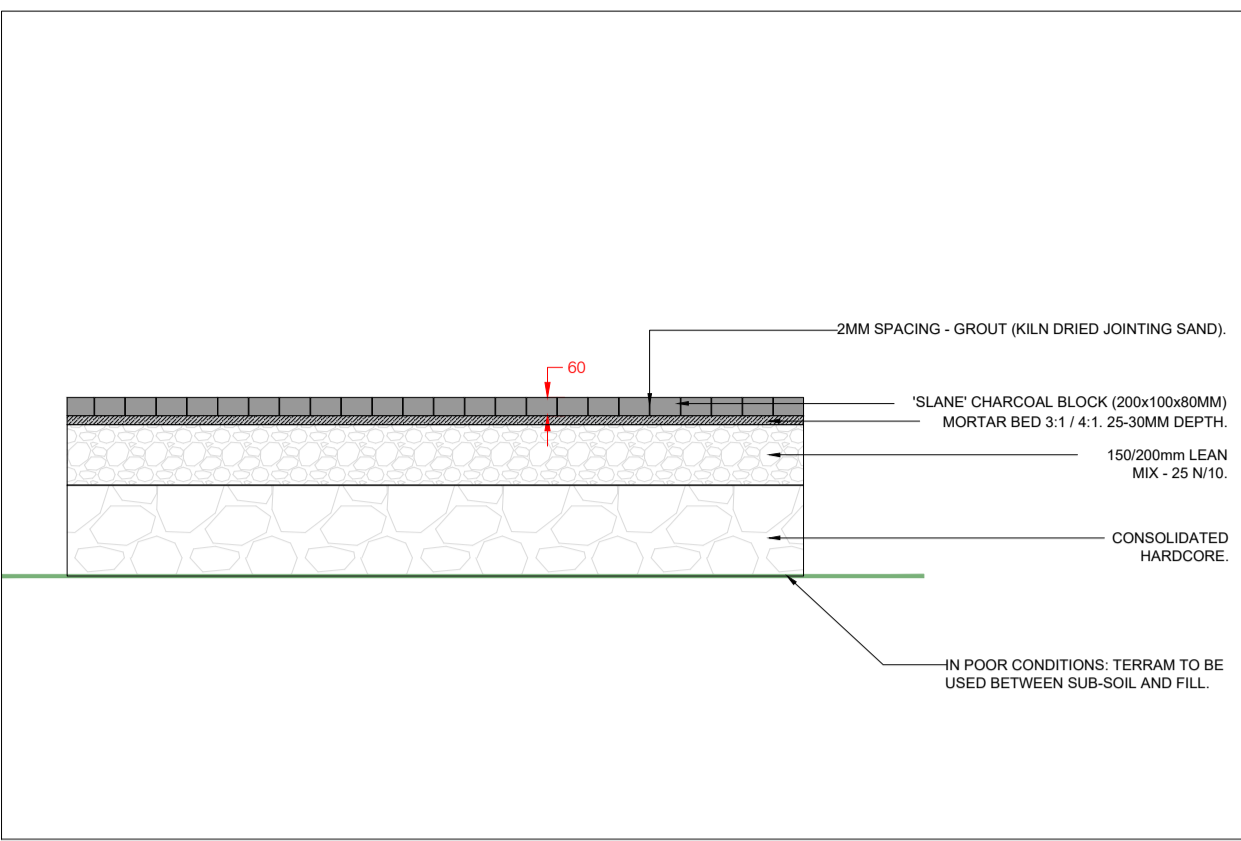 2MM SPACING - GROUT (KILN DRIED JOINTING SAND).
60
'SLANE' CHARCOAL BLOCK (200x100x80MM)
MORTAR BED 3:1 / 4:1. 25-30MM DEPTH.
150/200mm LEAN
MIX - 25 N/10.
CONSOLIDATED
HARDCORE.
IN POOR CONDITIONS: TERRAM TO BE
USED BETWEEN SUB-SOIL AND FILL.